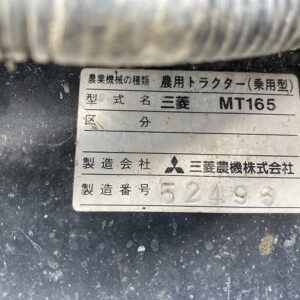 農業機械の種類 農用トラクター(乗用型)
型式名 三菱 MT165
区分
製造会社 三菱農機株式会社
製造番号 52498